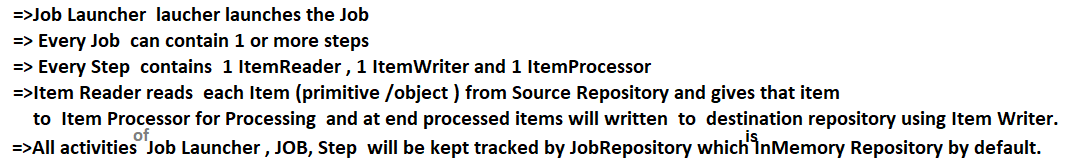 =>Job Launcher  laucher launches the Job
=> Every Job  can contain 1 or more steps
=> Every Step  contains  1 ItemReader , 1 ItemWriter and 1 ItemProcessor
=>Item Reader reads  each Item (primitive /object ) from Source Repository and gives that item
to  Item Processor for Processing  and at end processed items will written  to  destination repository using Item Writer.
=>All activities of Job Launcher , JOB, Step  will be kept tracked by JobRepository which is InMemory Repository by default.